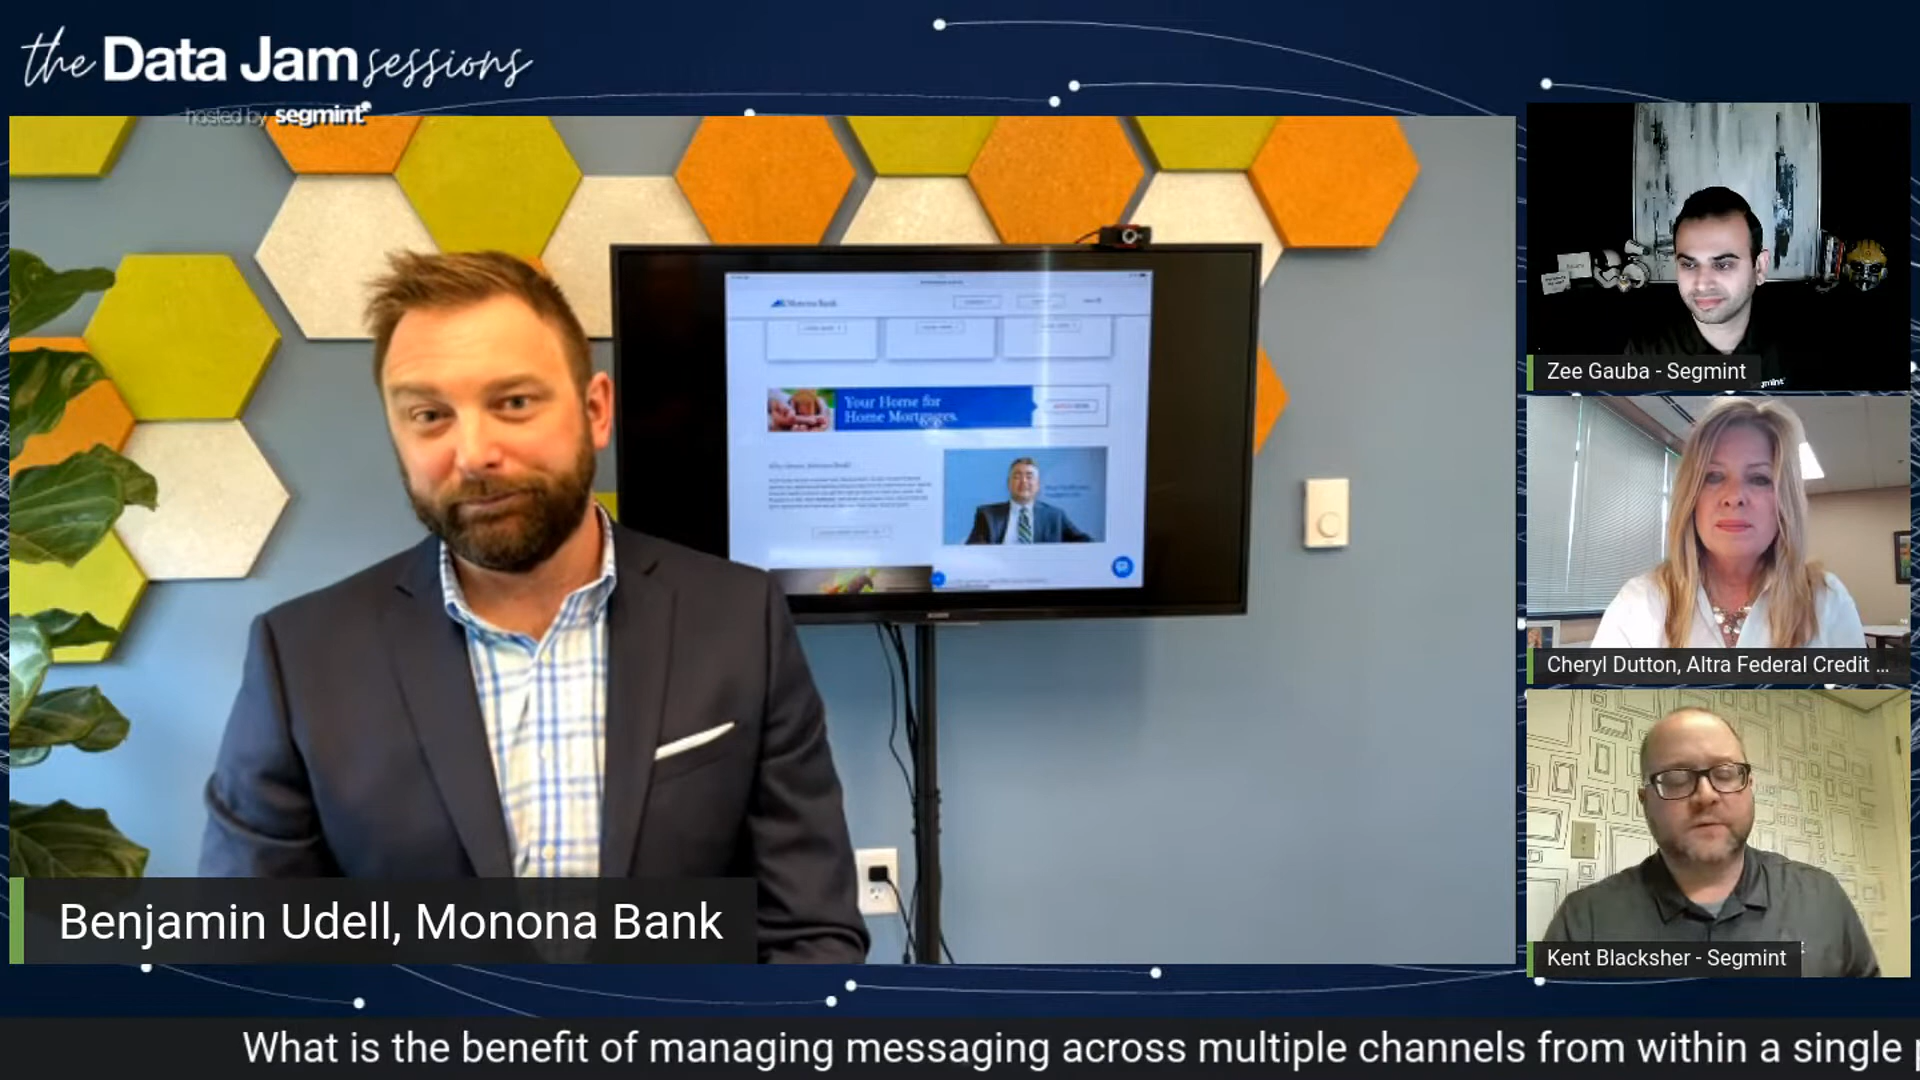 the Data Jam sessions
hosted by segmint
Monona Bank
Your Home for
Home Mortgages.
Zee Gauba - Segmint
Cheryl Dutton, Altra Federal Credit ...
Kent Blacksher - Segmint
Benjamin Udell, Monona Bank
What is the benefit of managing messaging across multiple channels from within a single